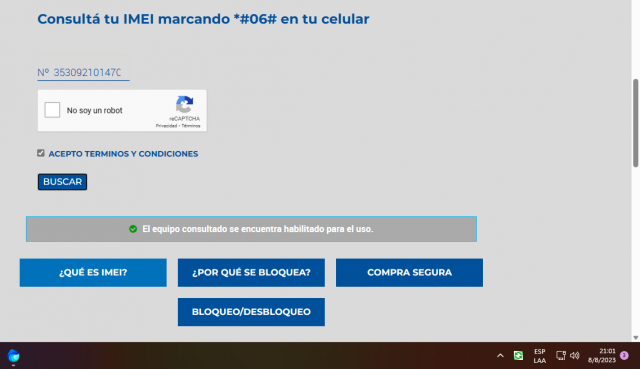 Consultá tu IMEI marcando *#06# en tu celular
Nº 35309210147
No soy un robot
reCAPTCHA
Privacidad - Términos
ACEPTO TERMINOS Y CONDICIONES
BUSCAR
El equipo consultado se encuentra habilitado para el uso.
¿QUÉ ES IMEI?
¿POR QUÉ SE BLOQUEA?
COMPRA SEGURA
BLOQUEO/DESBLOQUEO
ESP
LAA
21:01
8/8/2023